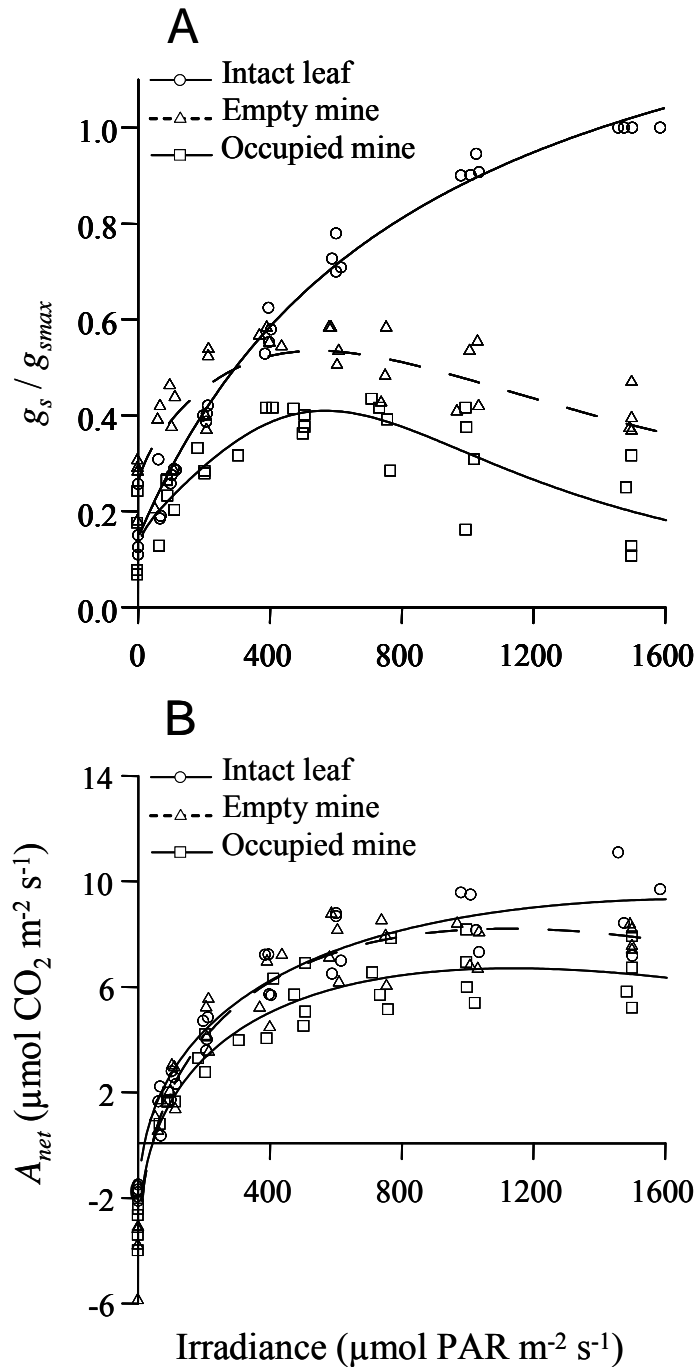 A
Intact leaf
Empty mine
Occupied mine
1.0
0.8
0.6
0.4
0.2
0.0
g_s / g_smax
0 400 800 1200 1600
B
Intact leaf
Empty mine
Occupied mine
14
10
6
2
-2
-6
A_net (µmol CO₂ m⁻² s⁻¹)
400 800 1200 1600
Irradiance (µmol PAR m⁻² s⁻¹)